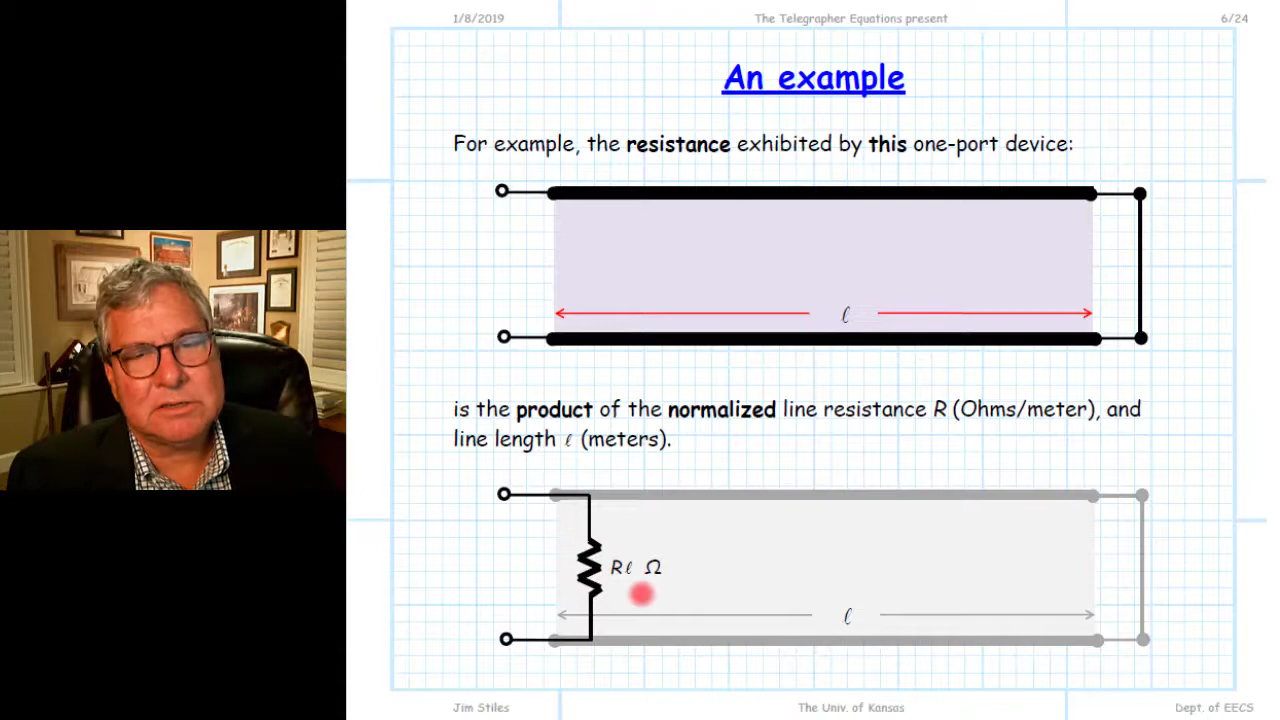 1/8/2019
The Telegrapher Equations present
6/24
An example
For example, the resistance exhibited by this one-port device:
ℓ
is the product of the normalized line resistance R (Ohms/meter), and
line length ℓ (meters).
Rℓ Ω
ℓ
Jim Stiles
The Univ. of Kansas
Dept. of EECS